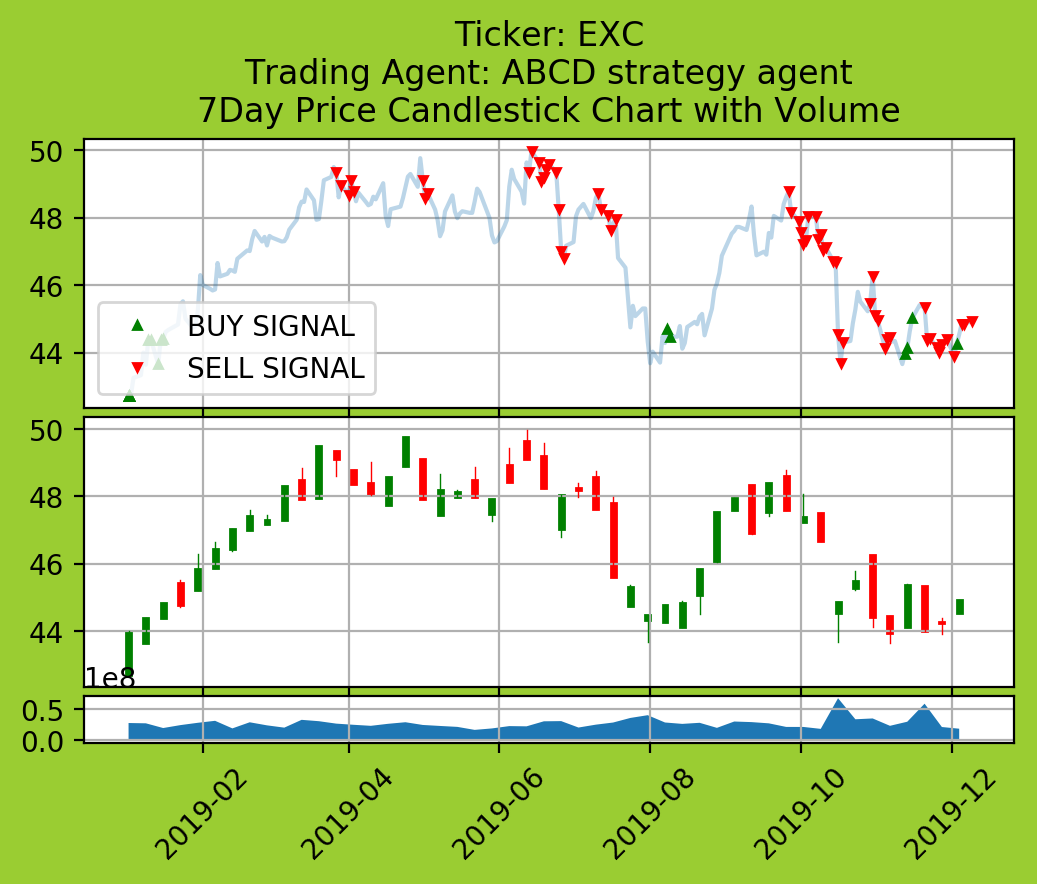 Ticker: EXC
Trading Agent: ABCD strategy agent
7Day Price Candlestick Chart with Volume
50
48
46
44
BUY SIGNAL
SELL SIGNAL
50
48
46
44
1e8
0.5
0.0
2019-02
2019-04
2019-06
2019-08
2019-10
2019-12